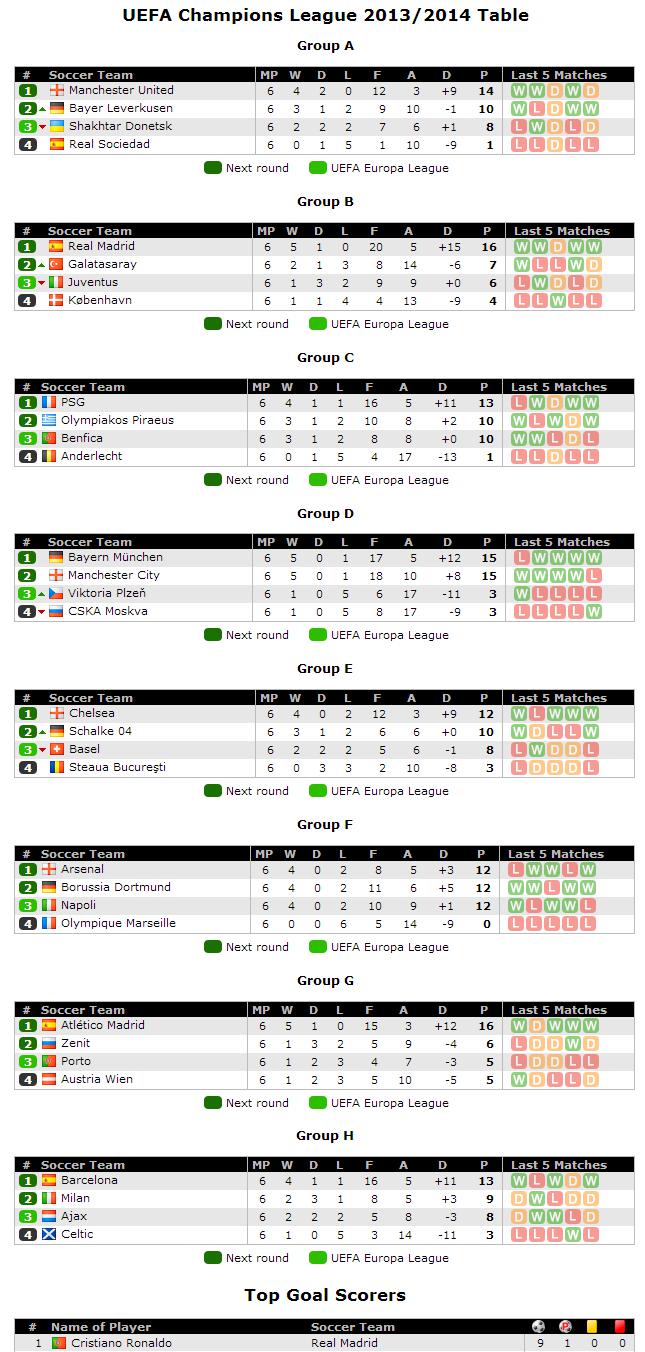 UEFA Champions League 2013/2014 Table
Group A
# Soccer Team MP W D L F A D P Last 5 Matches
1 Manchester United 6 4 2 0 12 3 +9 14 W W D W D
2 Bayer Leverkusen 6 3 1 2 9 10 -1 10 W L D W W
3 Shakhtar Donetsk 6 2 2 2 7 6 +1 8 L W D L D
4 Real Sociedad 6 0 1 5 1 10 -9 1 L L D L L
Next round UEFA Europa League
Group B
# Soccer Team MP W D L F A D P Last 5 Matches
1 Real Madrid 6 5 1 0 20 5 +15 16 W W D W W
2 Galatasaray 6 2 1 3 8 14 -6 7 W L L W D
3 Juventus 6 1 3 2 9 9 +0 6 L W D L D
4 København 6 1 1 4 4 13 -9 4 L L W L L
Next round UEFA Europa League
Group C
# Soccer Team MP W D L F A D P Last 5 Matches
1 PSG 6 4 1 1 16 5 +11 13 L W D W W
2 Olympiakos Piraeus 6 3 1 2 10 8 +2 10 W L W D W
3 Benfica 6 3 1 2 8 8 +0 10 W W L D L
4 Anderlecht 6 0 1 5 4 17 -13 1 L L D L L
Next round UEFA Europa League
Group D
# Soccer Team MP W D L F A D P Last 5 Matches
1 Bayern München 6 5 0 1 17 5 +12 15 L W W W W
2 Manchester City 6 5 0 1 18 10 +8 15 W W W W L
3 Viktoria Plzeň 6 1 0 5 6 17 -11 3 W L L L L
4 CSKA Moskva 6 1 0 5 8 17 -9 3 L L L L W
Next round UEFA Europa League
Group E
# Soccer Team MP W D L F A D P Last 5 Matches
1 Chelsea 6 4 0 2 12 3 +9 12 W L W W W
2 Schalke 04 6 3 1 2 6 6 +0 10 W D L L W
3 Basel 6 2 2 2 5 6 -1 8 L W D D L
4 Steaua Bucureşti 6 0 3 3 2 10 -8 3 L D D D L
Next round UEFA Europa League
Group F
# Soccer Team MP W D L F A D P Last 5 Matches
1 Arsenal 6 4 0 2 8 5 +3 12 L W W L W
2 Borussia Dortmund 6 4 0 2 11 6 +5 12 W W L W W
3 Napoli 6 4 0 2 10 9 +1 12 W L W W L
4 Olympique Marseille 6 0 0 6 5 14 -9 0 L L L L L
Next round UEFA Europa League
Group G
# Soccer Team MP W D L F A D P Last 5 Matches
1 Atlético Madrid 6 5 1 0 15 3 +12 16 W D W W W
2 Zenit 6 1 3 2 5 9 -4 6 L D D W D
3 Porto 6 1 2 3 4 7 -3 5 L D D L L
4 Austria Wien 6 1 2 3 5 10 -5 5 W D L L D
Next round UEFA Europa League
Group H
# Soccer Team MP W D L F A D P Last 5 Matches
1 Barcelona 6 4 1 1 16 5 +11 13 W L W D W
2 Milan 6 2 3 1 8 5 +3 9 D W L D D
3 Ajax 6 2 2 2 5 8 -3 8 D W W L D
4 Celtic 6 1 0 5 3 14 -11 3 L L L W L
Next round UEFA Europa League
Top Goal Scorers
# Name of Player Soccer Team P
1 Cristiano Ronaldo Real Madrid 9 1 0 0